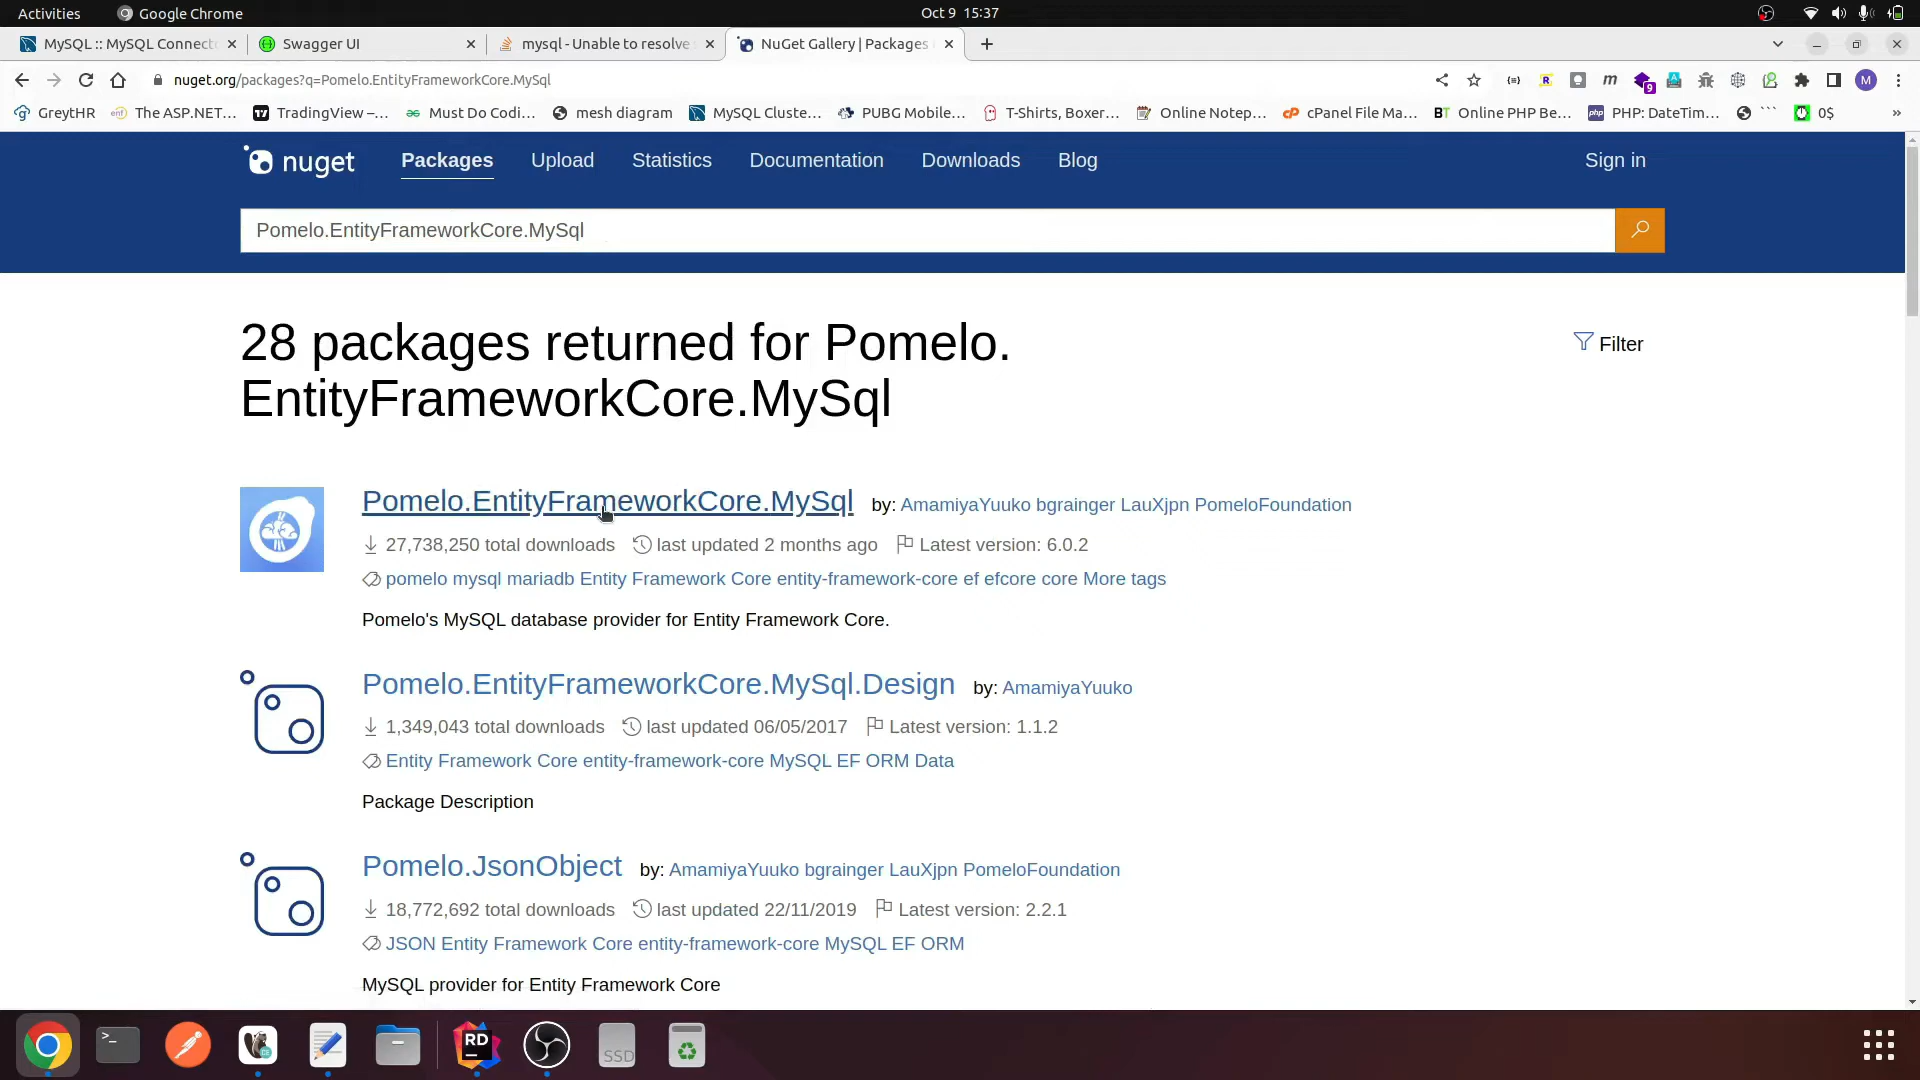 Activities
Google Chrome
Oct 9 15:37
MySQL :: MySQL Connect
Swagger UI
mysql - Unable to resolve
NuGet Gallery | Packages
nuget.org/packages?q=Pomelo.EntityFrameworkCore.MySql
9
M
GreytHR
The ASP.NET...
TradingView –...
Must Do Codi...
mesh diagram
MySQL Cluste...
PUBG Mobile...
T-Shirts, Boxer...
Online Notep...
cPanel File Ma...
Online PHP Be...
PHP: DateTim...
0$
»
nuget
Packages
Upload
Statistics
Documentation
Downloads
Blog
Sign in
Pomelo.EntityFrameworkCore.MySql
28 packages returned for Pomelo.
EntityFrameworkCore.MySql
Filter
Pomelo.EntityFrameworkCore.MySql by: AmamiyaYuuko bgrainger LauXjpn PomeloFoundation
27,738,250 total downloads last updated 2 months ago Latest version: 6.0.2
pomelo mysql mariadb Entity Framework Core entity-framework-core ef efcore core More tags
Pomelo's MySQL database provider for Entity Framework Core.
Pomelo.EntityFrameworkCore.MySql.Design by: AmamiyaYuuko
1,349,043 total downloads last updated 06/05/2017 Latest version: 1.1.2
Entity Framework Core entity-framework-core MySQL EF ORM Data
Package Description
Pomelo.JsonObject by: AmamiyaYuuko bgrainger LauXjpn PomeloFoundation
18,772,692 total downloads last updated 22/11/2019 Latest version: 2.2.1
JSON Entity Framework Core entity-framework-core MySQL EF ORM
MySQL provider for Entity Framework Core
RD
SSD